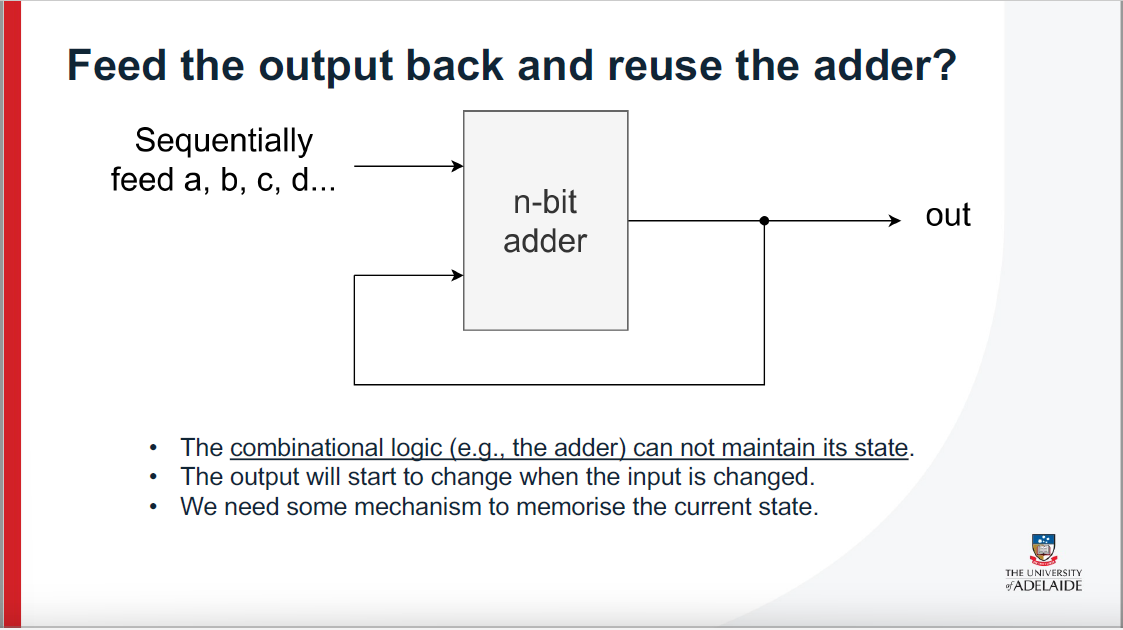 Feed the output back and reuse the adder?
Sequentially
feed a, b, c, d...
n-bit
adder
out
• The combinational logic (e.g., the adder) can not maintain its state.
• The output will start to change when the input is changed.
• We need some mechanism to memorise the current state.
THE UNIVERSITY
of ADELAIDE